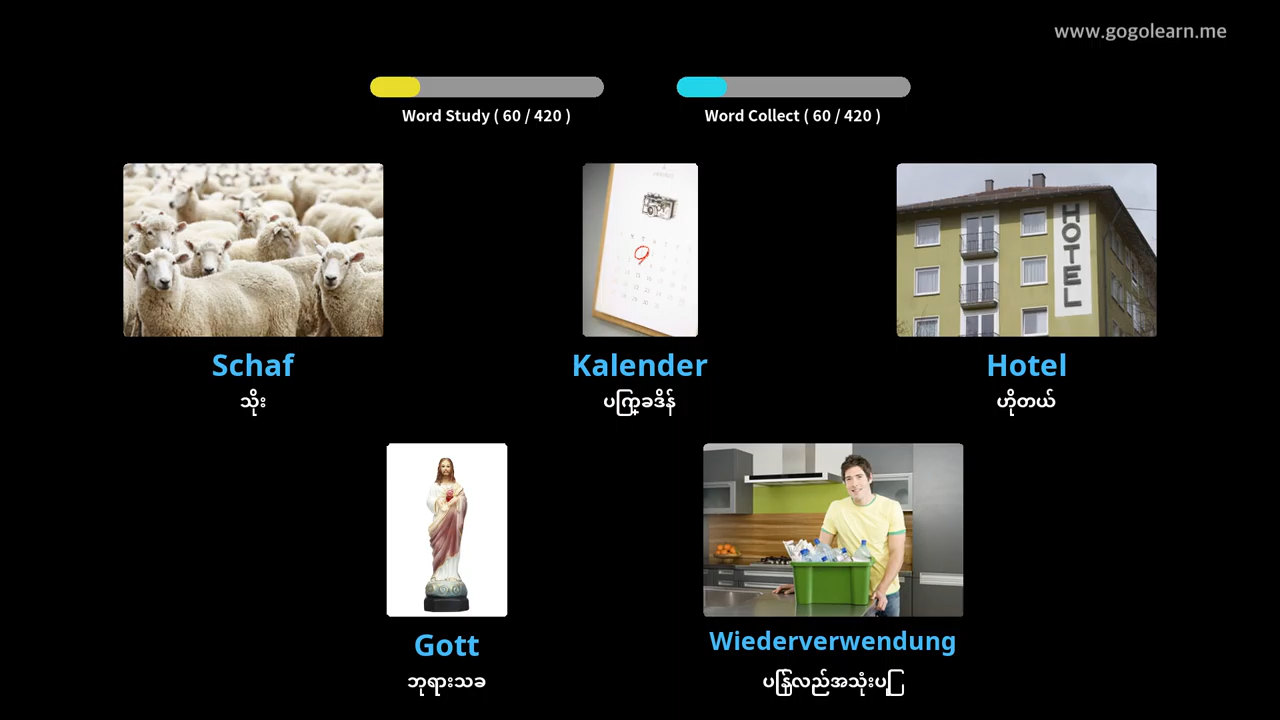 www.gogolearn.me
Word Study ( 60 / 420 )
Word Collect ( 60 / 420 )
HOTEL
9
Schaf
Kalender
Hotel
သိုး
ပြက္ခဒိန်
ဟိုတယ်
Gott
Wiederverwendung
ဘုရားသခ
ပြန်လည်အသုံးပြု